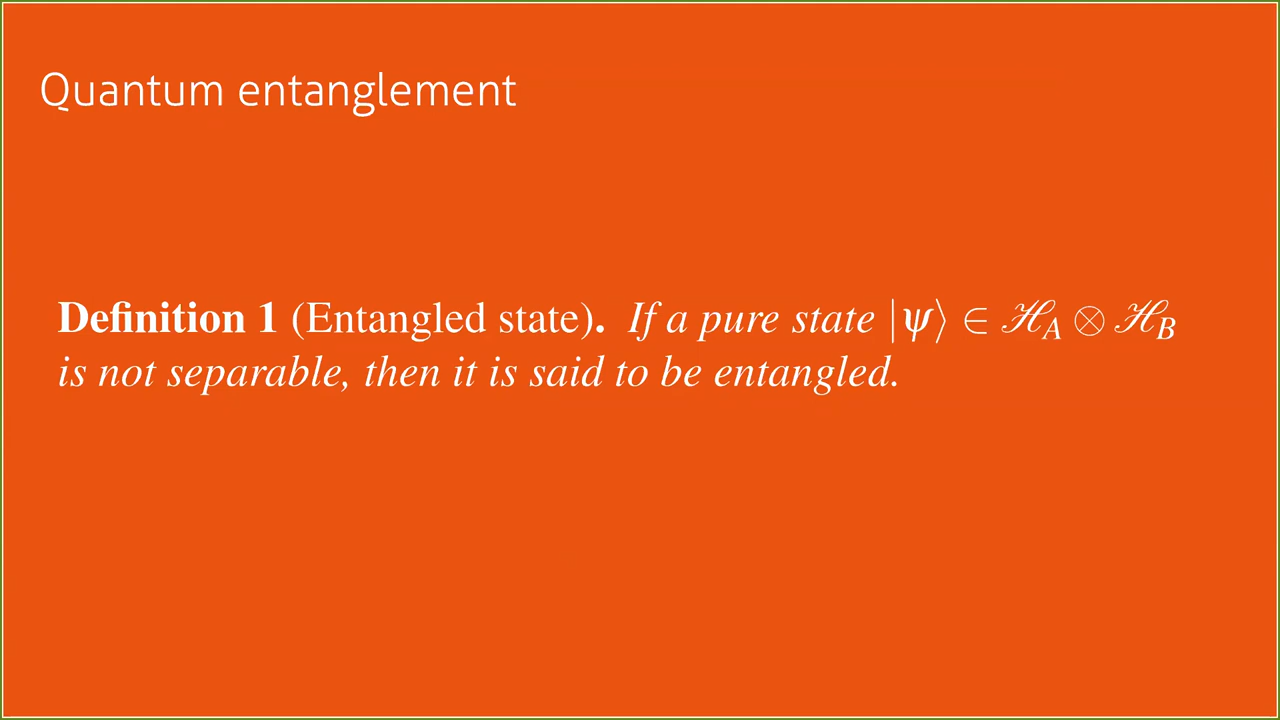 Quantum entanglement
Definition 1 (Entangled state). If a pure state |ψ⟩ ∈ ℋ_A ⊗ ℋ_B
is not separable, then it is said to be entangled.